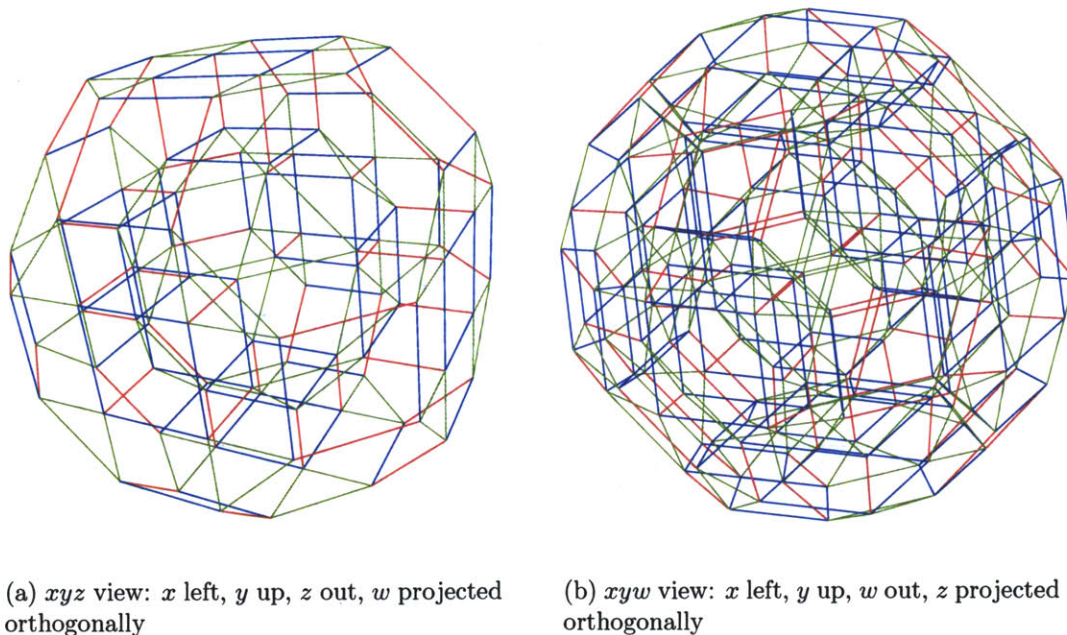 (a) xyz view: x left, y up, z out, w projected
orthogonally
(b) xyw view: x left, y up, w out, z projected
orthogonally